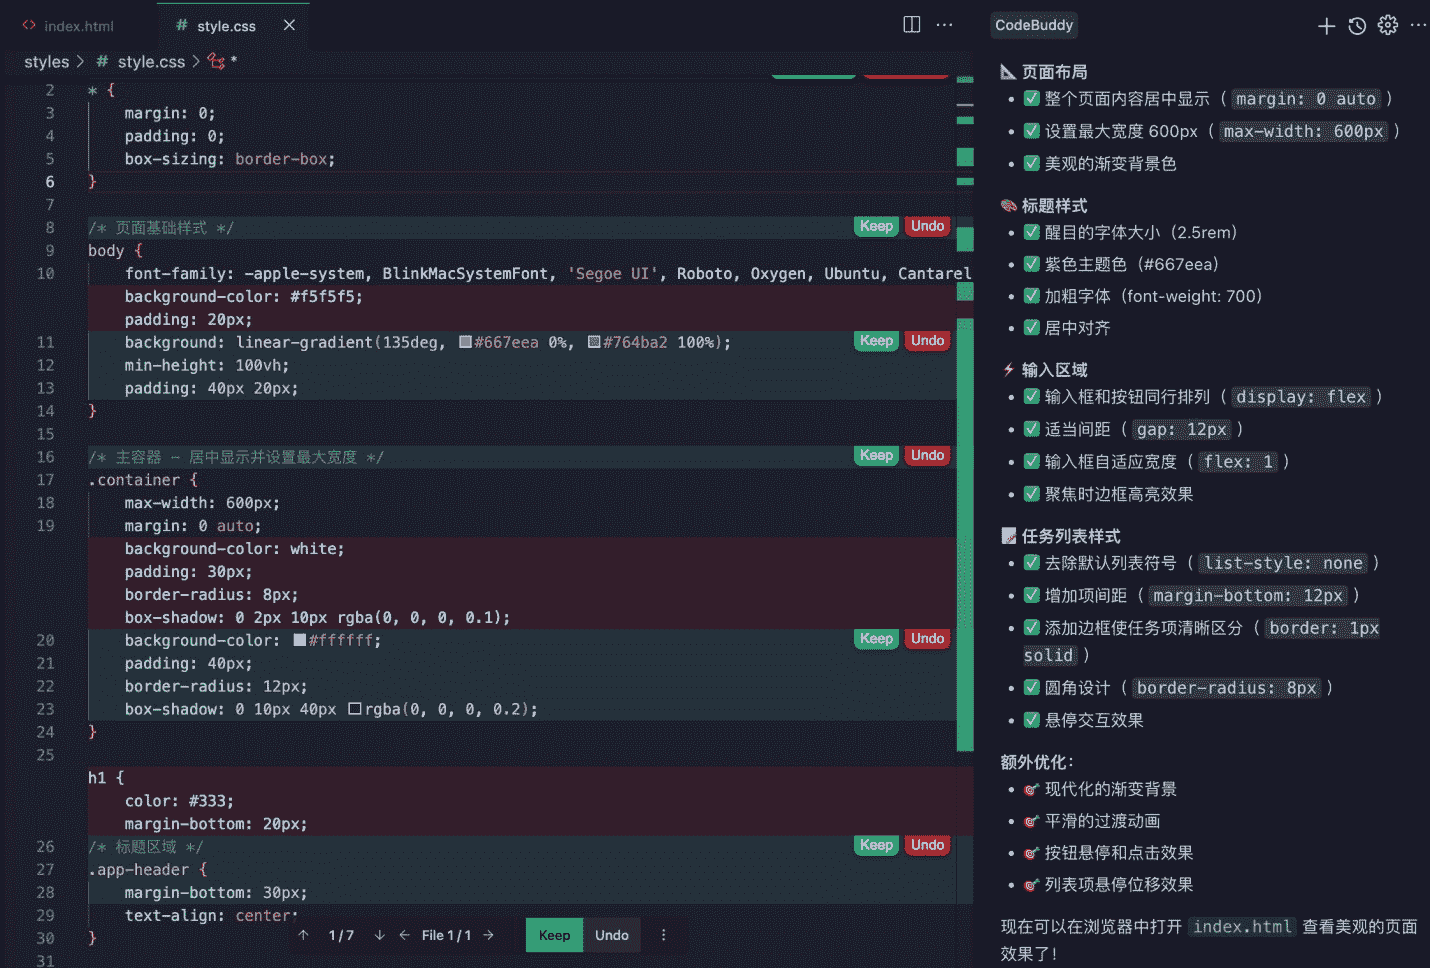 index.html
# style.css
styles > # style.css > *
2 * {
3 margin: 0;
4 padding: 0;
5 box-sizing: border-box;
6 }
7
8 /* 页面基础样式 */ Keep Undo
9 body {
10 font-family: -apple-system, BlinkMacSystemFont, 'Segoe UI', Roboto, Oxygen, Ubuntu, Cantarel
background-color: #f5f5f5;
padding: 20px;
11 background: linear-gradient(135deg, #667eea 0%, #764ba2 100%); Keep Undo
12 min-height: 100vh;
13 padding: 40px 20px;
14 }
15
16 /* 主容器 - 居中显示并设置最大宽度 */ Keep Undo
17 .container {
18 max-width: 600px;
19 margin: 0 auto;
background-color: white;
padding: 30px;
border-radius: 8px;
box-shadow: 0 2px 10px rgba(0, 0, 0, 0.1);
20 background-color: #ffffff; Keep Undo
21 padding: 40px;
22 border-radius: 12px;
23 box-shadow: 0 10px 40px rgba(0, 0, 0, 0.2);
24 }
25
h1 {
color: #333;
margin-bottom: 20px;
26 /* 标题区域 */ Keep Undo
27 .app-header {
28 margin-bottom: 30px;
29 text-align: center;
30 }
31
↑ 1/7 ↓ ← File 1/1 → Keep Undo
CodeBuddy
📐 页面布局
• ✅ 整个页面内容居中显示（ margin: 0 auto ）
• ✅ 设置最大宽度 600px（ max-width: 600px ）
• ✅ 美观的渐变背景色
🎨 标题样式
• ✅ 醒目的字体大小（2.5rem）
• ✅ 紫色主题色（#667eea）
• ✅ 加粗字体（font-weight: 700）
• ✅ 居中对齐
⚡ 输入区域
• ✅ 输入框和按钮同行排列（ display: flex ）
• ✅ 适当间距（ gap: 12px ）
• ✅ 输入框自适应宽度（ flex: 1 ）
• ✅ 聚焦时边框高亮效果
📝 任务列表样式
• ✅ 去除默认列表符号（ list-style: none ）
• ✅ 增加项间距（ margin-bottom: 12px ）
• ✅ 添加边框使任务项清晰区分（ border: 1px
solid ）
• ✅ 圆角设计（ border-radius: 8px ）
• ✅ 悬停交互效果
额外优化：
• 🎯 现代化的渐变背景
• 🎯 平滑的过渡动画
• 🎯 按钮悬停和点击效果
• 🎯 列表项悬停位移效果
现在可以在浏览器中打开 index.html 查看美观的页面
效果了！